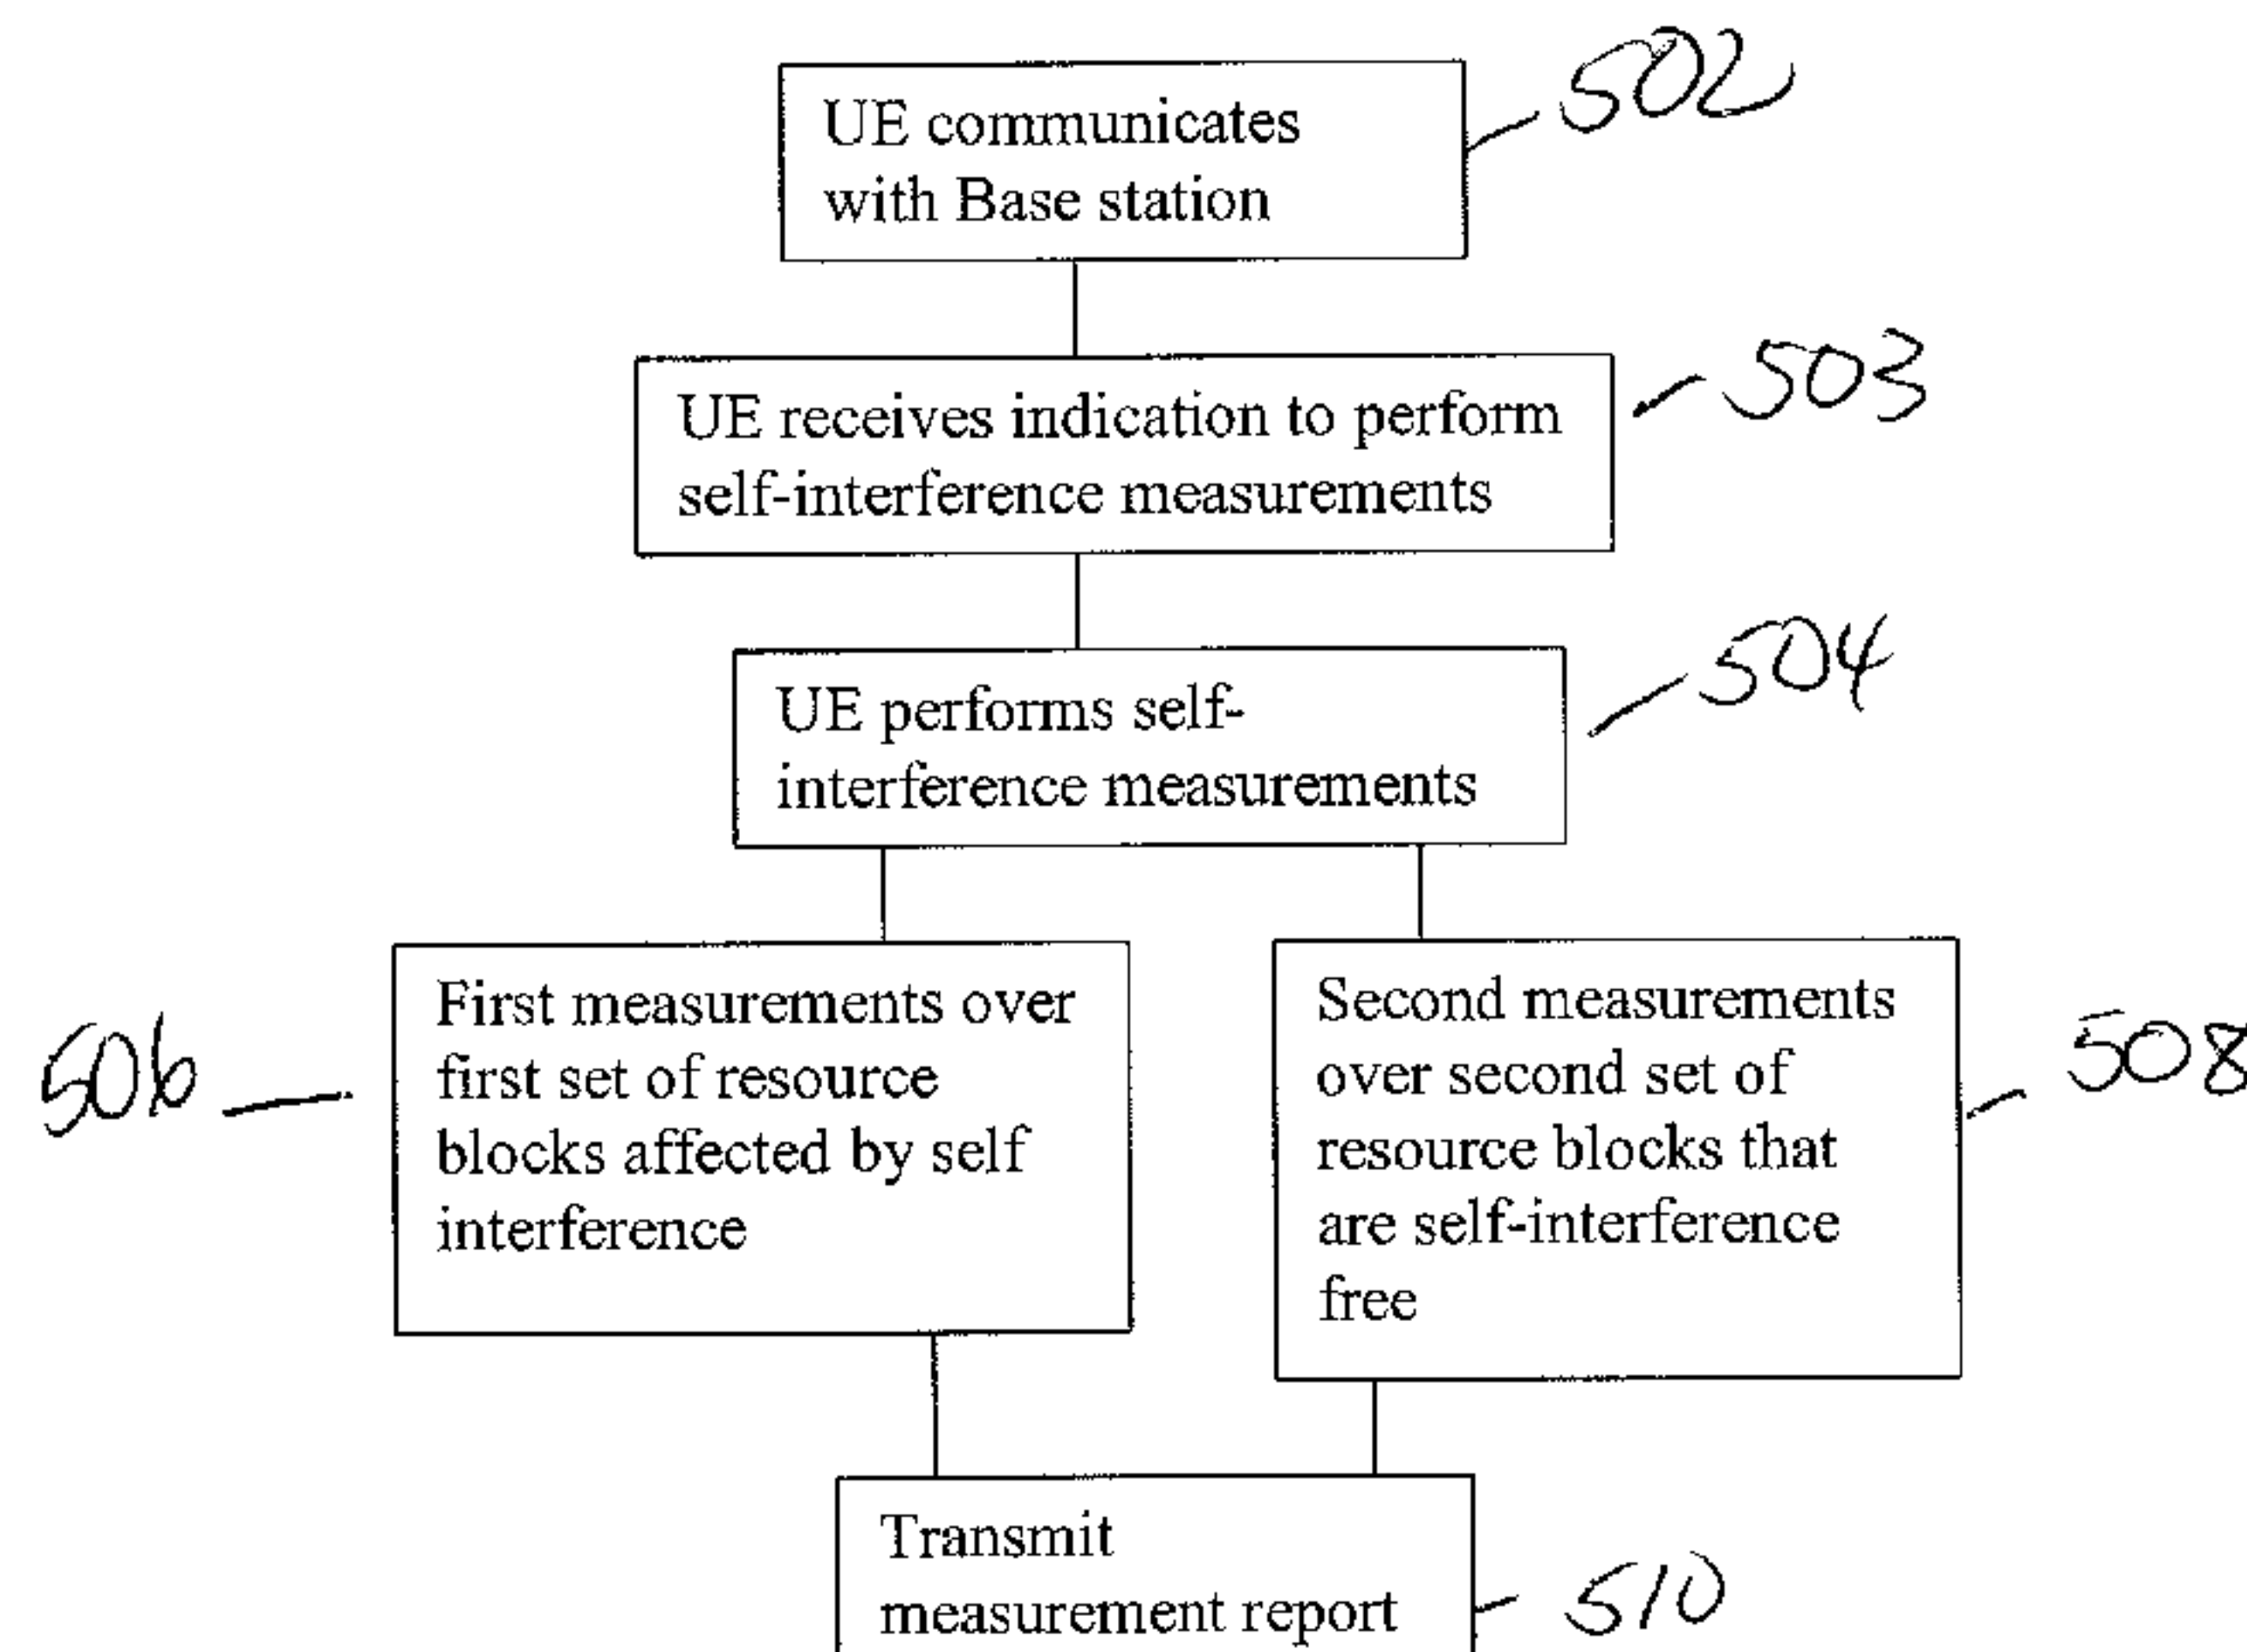 UE communicates
with Base station
502
UE receives indication to perform
self-interference measurements
503
UE performs self-
interference measurements
504
506
First measurements over
first set of resource
blocks affected by self
interference
Second measurements
over second set of
resource blocks that
are self-interference
free
508
Transmit
measurement report
510